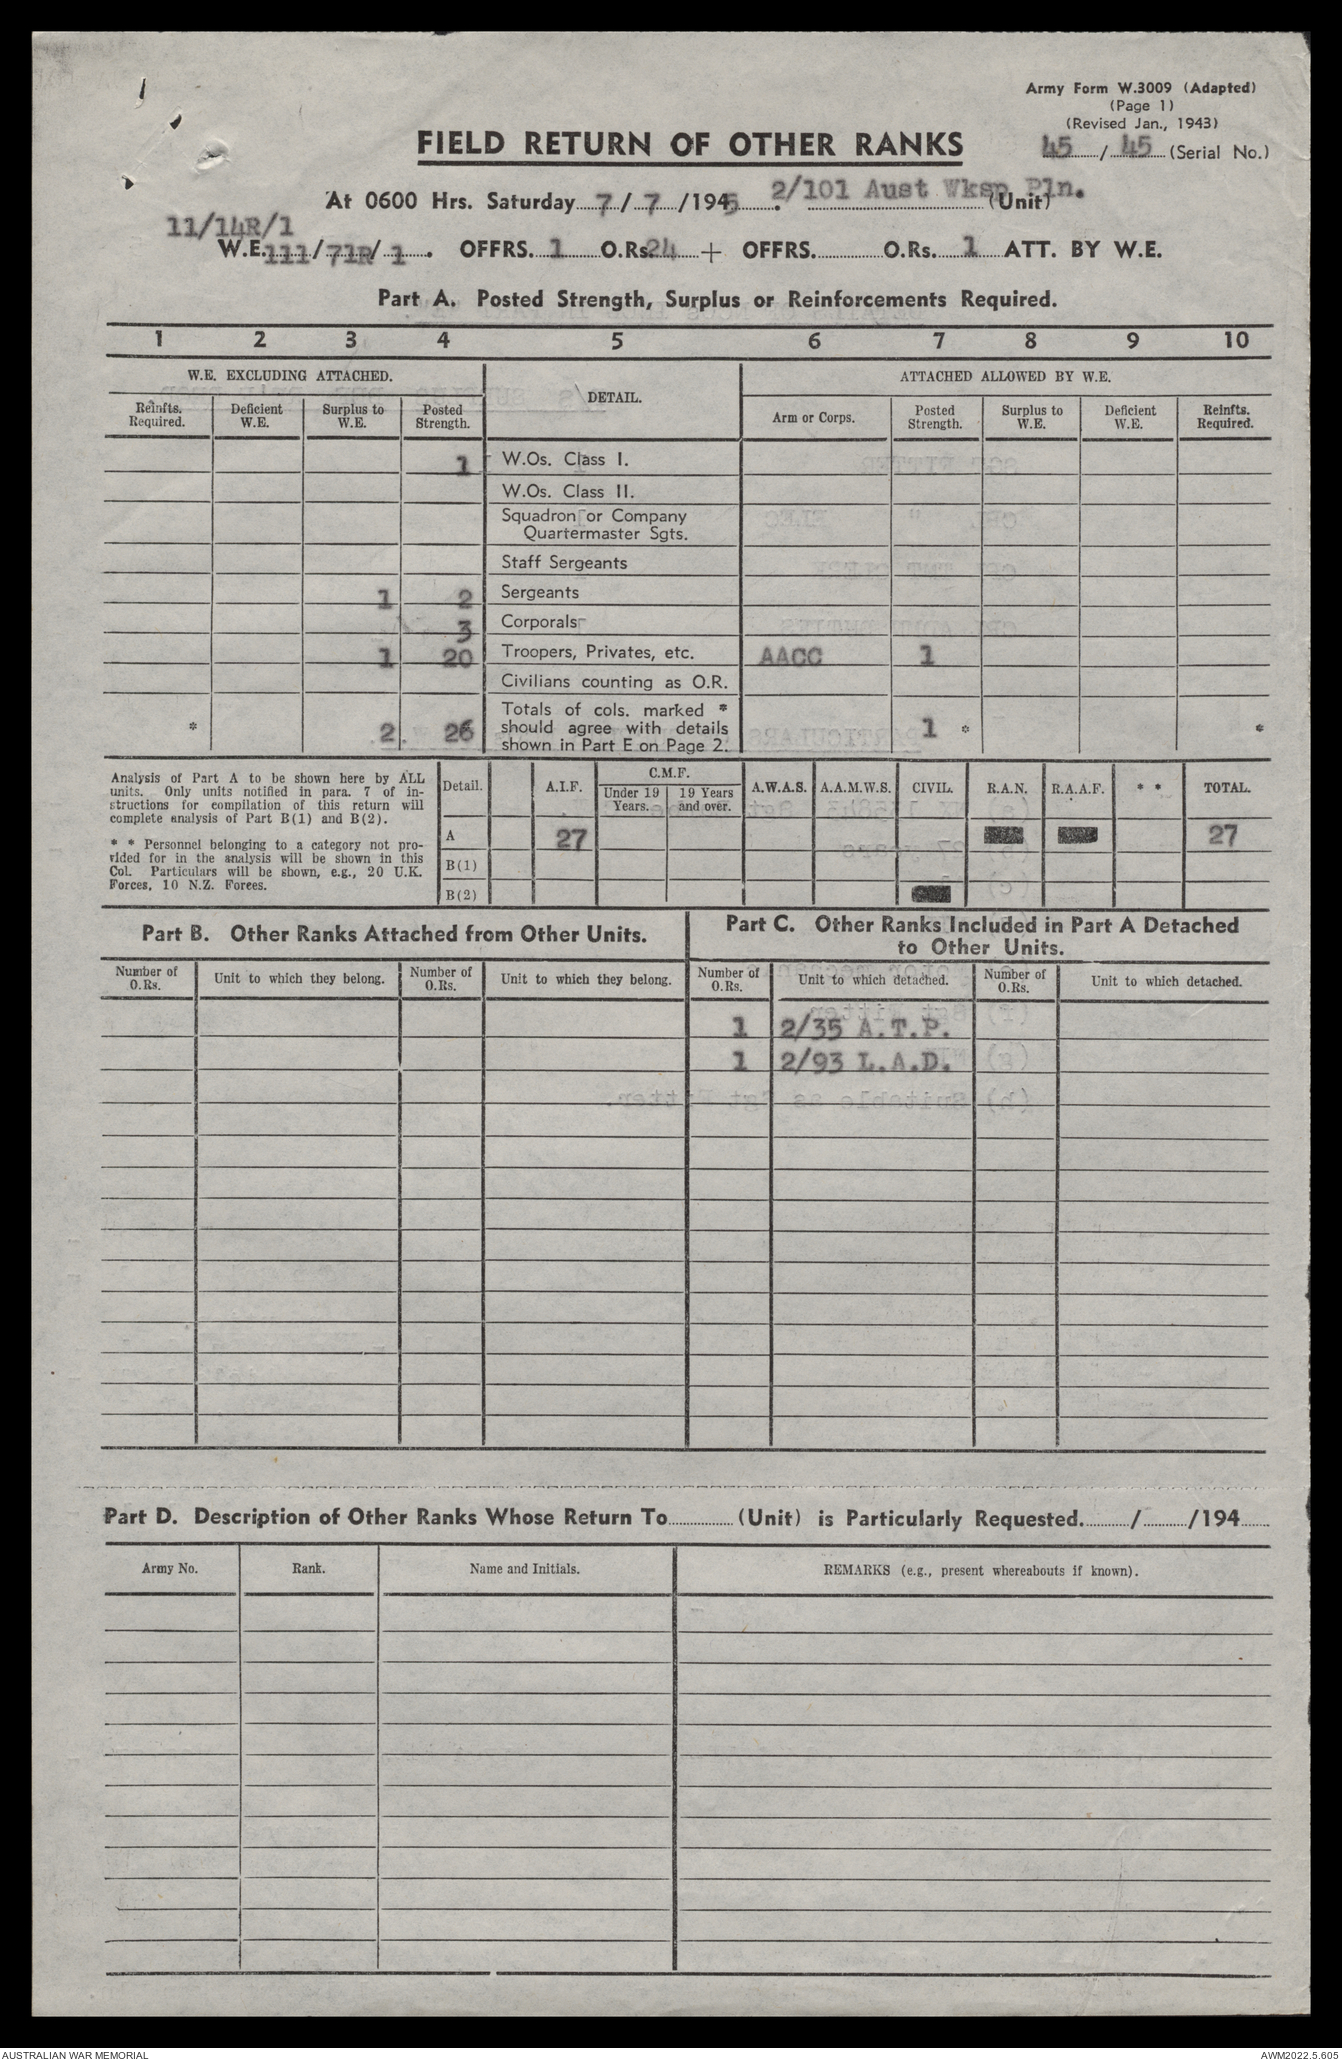 Army Form W.3009 (Adapted)
(Page 1)
(Revised Jan., 1943)
45 / 45 (Serial No.)
FIELD RETURN OF OTHER RANKS
At 0600 Hrs. Saturday 7 / 7 /1945. 2/101 Aust Wksp Pln. (Unit)
11/14R/1
W.E. 111/71R/ 1. OFFRS. 1 O.Rs. 24 + OFFRS. O.Rs. 1 ATT. BY W.E.
Part A. Posted Strength, Surplus or Reinforcements Required.
1 2 3 4 5 6 7 8 9 10
W.E. EXCLUDING ATTACHED. DETAIL. ATTACHED ALLOWED BY W.E.
Reinfts. Required. Deficient W.E. Surplus to W.E. Posted Strength. Arm or Corps. Posted Strength. Surplus to W.E. Deficient W.E. Reinfts. Required.
1 W.Os. Class I.
W.Os. Class II.
Squadron or Company
Quartermaster Sgts.
Staff Sergeants
1 2 Sergeants
3 Corporals
1 20 Troopers, Privates, etc. AACC 1
Civilians counting as O.R.
* 2 26 Totals of cols. marked * should agree with details shown in Part E on Page 2. 1 * *
Analysis of Part A to be shown here by ALL
units. Only units notified in para. 7 of in-
structions for compilation of this return will
complete analysis of Part B(1) and B(2).
* * Personnel belonging to a category not pro-
vided for in the analysis will be shown in this
Col. Particulars will be shown, e.g., 20 U.K.
Forces, 10 N.Z. Forces.
Detail. A.I.F. C.M.F. Under 19 Years. 19 Years and over. A.W.A.S. A.A.M.W.S. CIVIL. R.A.N. R.A.A.F. * * TOTAL.
A 27 27
B(1)
B(2)
Part B. Other Ranks Attached from Other Units.
Part C. Other Ranks Included in Part A Detached
to Other Units.
Number of O.Rs. Unit to which they belong. Number of O.Rs. Unit to which they belong. Number of O.Rs. Unit to which detached. Number of O.Rs. Unit to which detached.
1 2/35 A.T.P.
1 2/93 L.A.D.
Part D. Description of Other Ranks Whose Return To (Unit) is Particularly Requested. / /194
Army No. Rank. Name and Initials. REMARKS (e.g., present whereabouts if known).
AUSTRALIAN WAR MEMORIAL
AWM2022.5.605